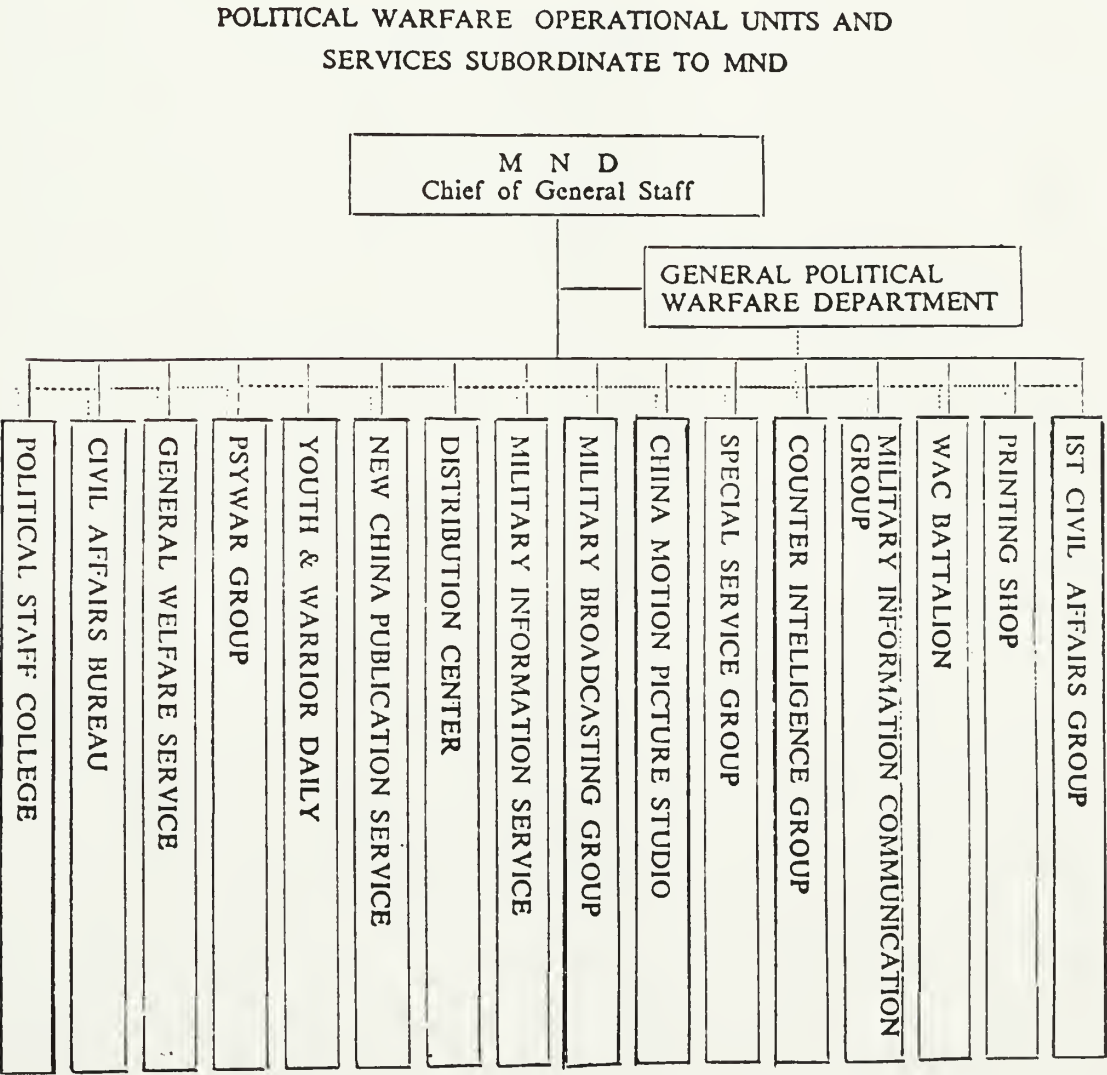 POLITICAL WARFARE OPERATIONAL UNITS AND
SERVICES SUBORDINATE TO MND
M N D
Chief of General Staff
GENERAL POLITICAL
WARFARE DEPARTMENT
POLITICAL STAFF COLLEGE
CIVIL AFFAIRS BUREAU
GENERAL WELFARE SERVICE
PSYWAR GROUP
YOUTH & WARRIOR DAILY
NEW CHINA PUBLICATION SERVICE
DISTRIBUTION CENTER
MILITARY INFORMATION SERVICE
MILITARY BROADCASTING GROUP
CHINA MOTION PICTURE STUDIO
SPECIAL SERVICE GROUP
COUNTER INTELLIGENCE GROUP
MILITARY INFORMATION COMMUNICATION
GROUP
WAC BATTALION
PRINTING SHOP
IST CIVIL AFFAIRS GROUP